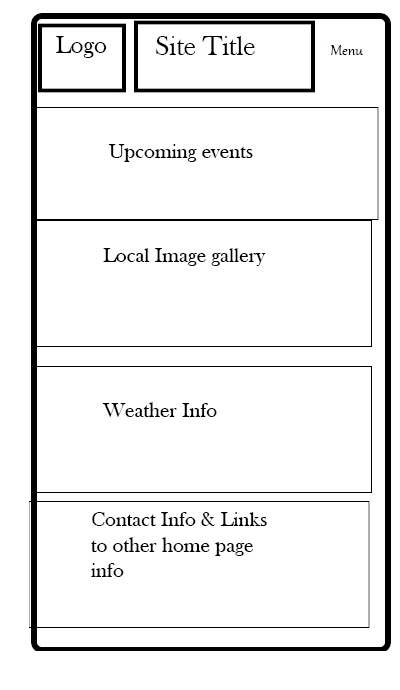 Logo
Site Title
Menu
Upcoming events
Local Image gallery
Weather Info
Contact Info & Links
to other home page
info